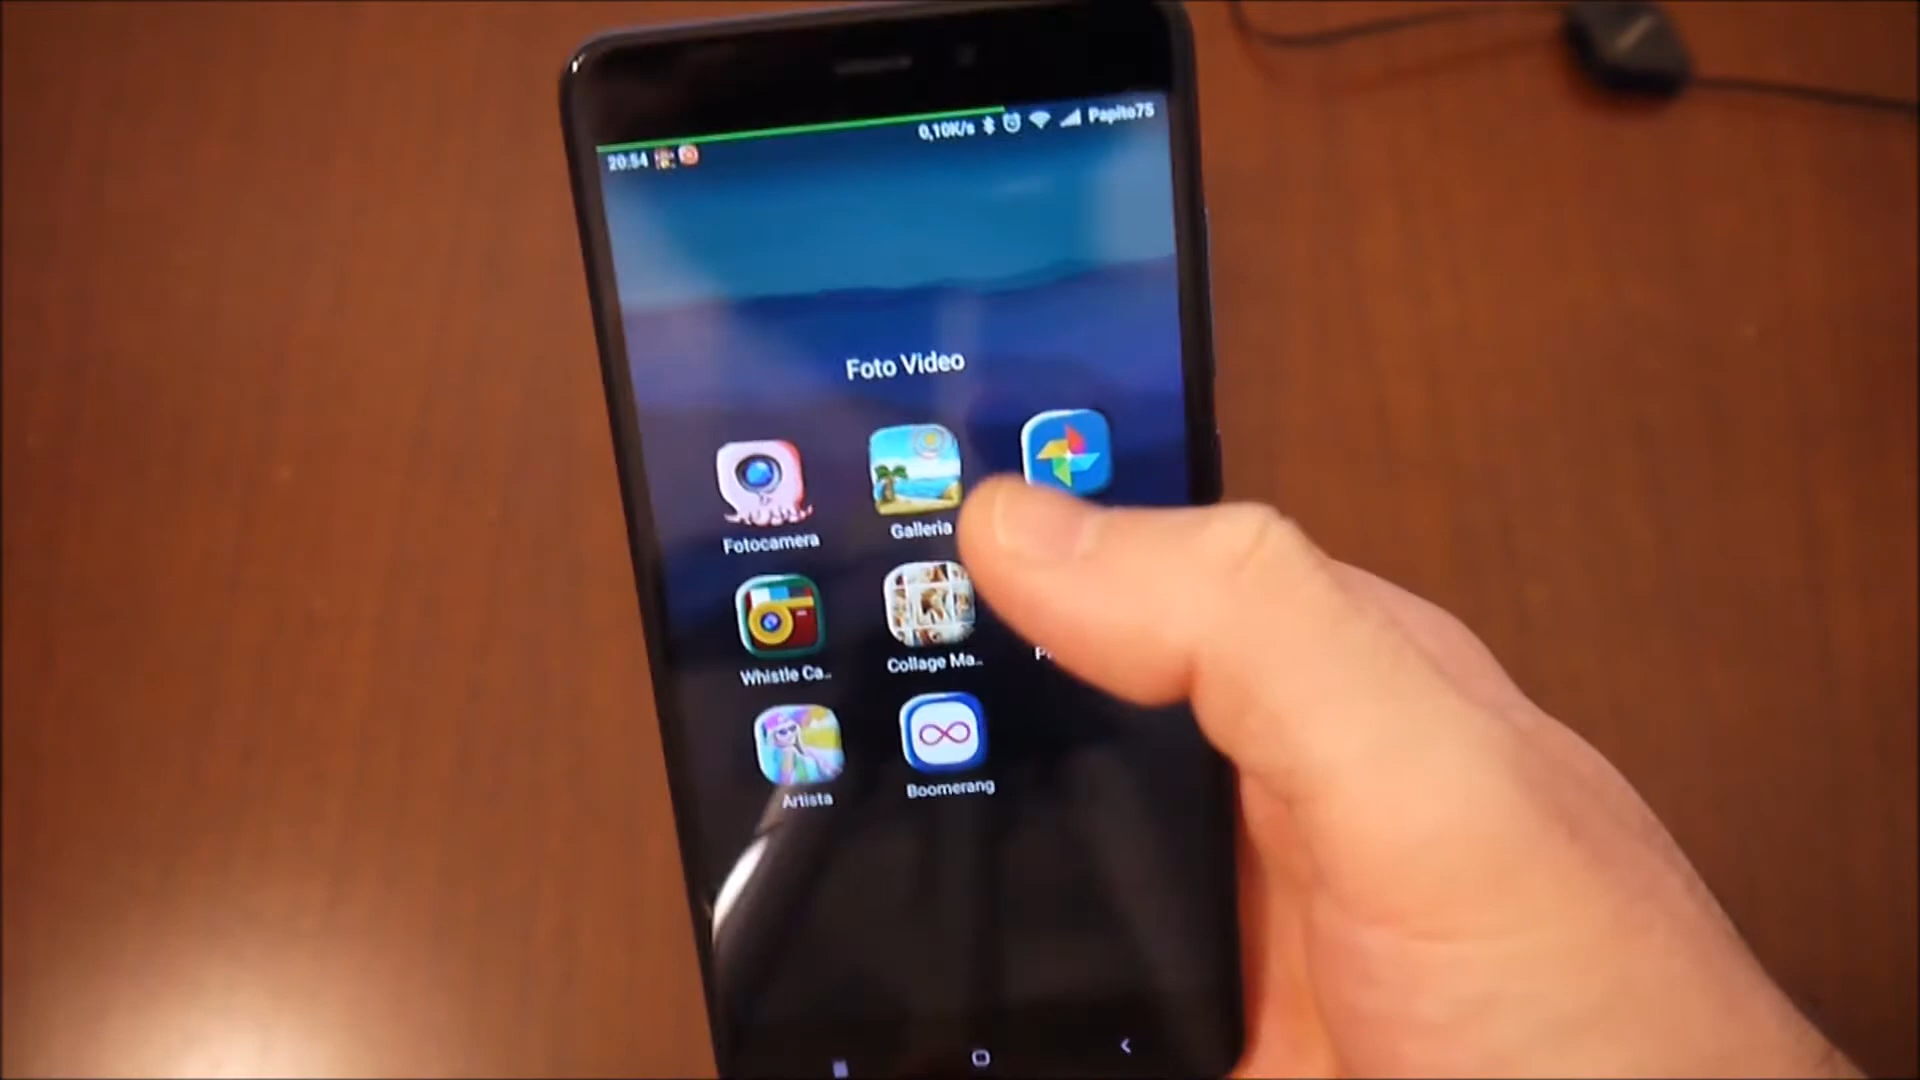 0,10K/s Papito75
20:54
Foto Video
Fotocamera Galleria
Whistle Ca.. Collage Ma..
Artista Boomerang